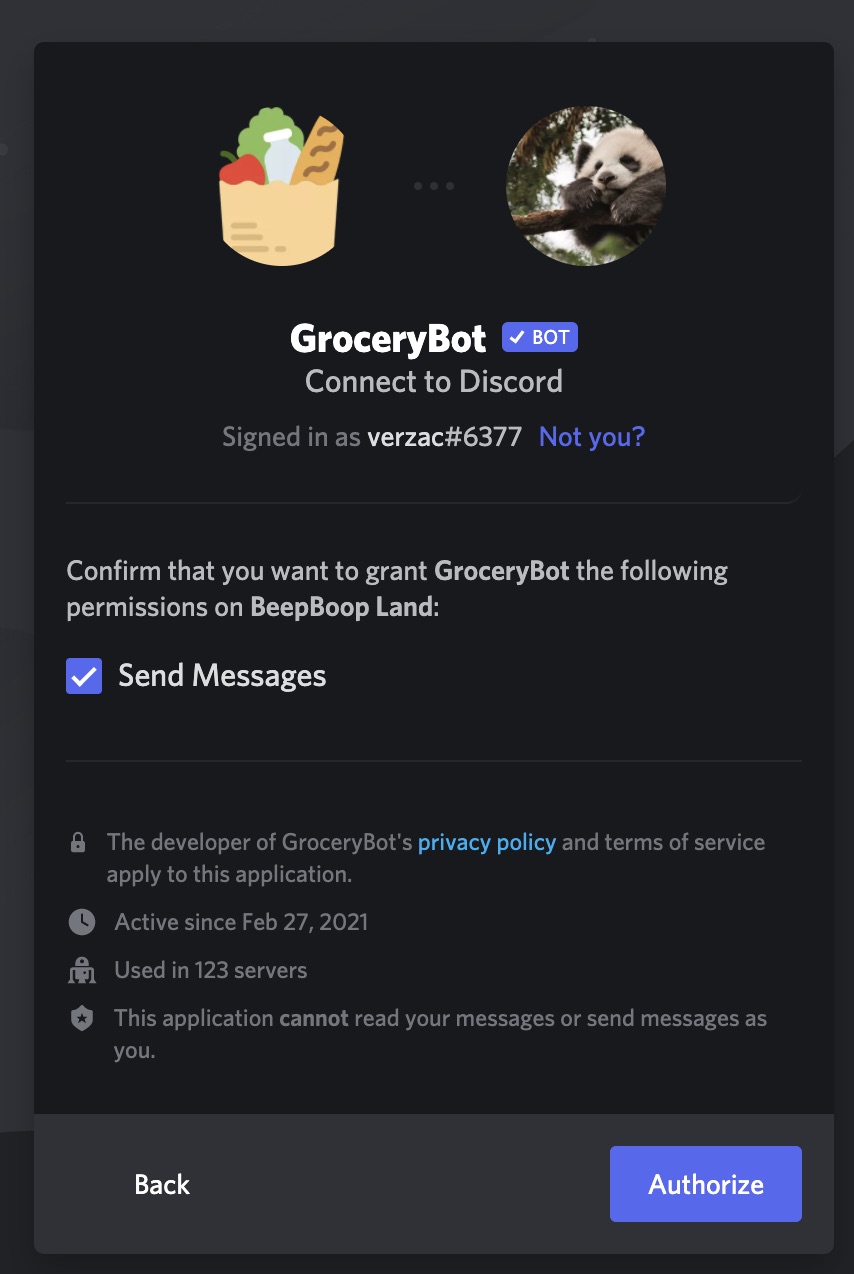 GroceryBot ✓ BOT
Connect to Discord
Signed in as verzac#6377 Not you?
Confirm that you want to grant GroceryBot the following
permissions on BeepBoop Land:
Send Messages
The developer of GroceryBot's privacy policy and terms of service
apply to this application.
Active since Feb 27, 2021
Used in 123 servers
This application cannot read your messages or send messages as
you.
Back Authorize